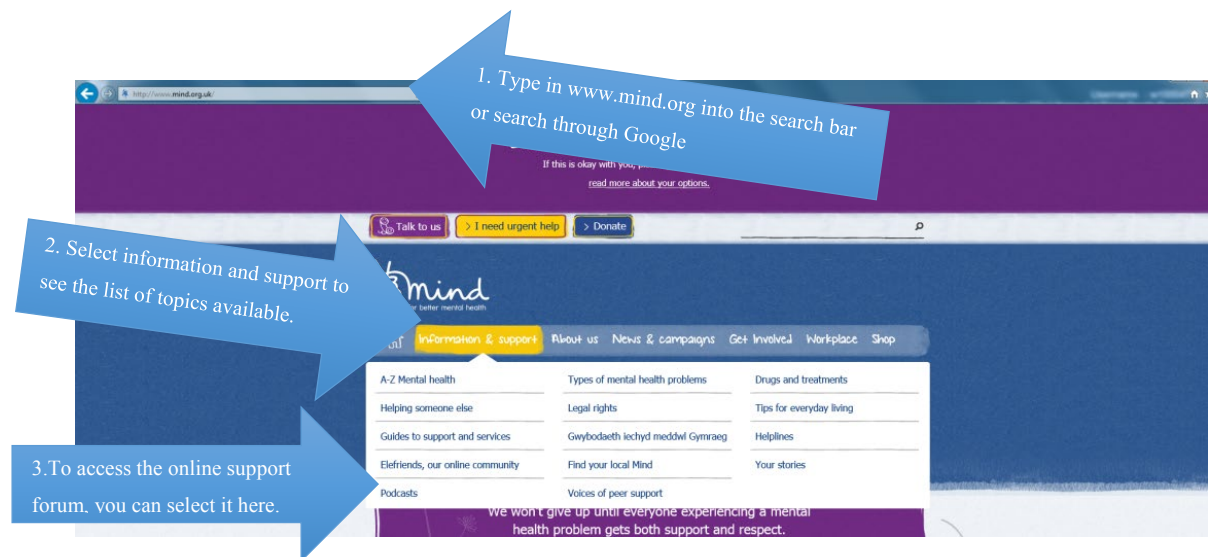 1. Type in www.mind.org into the search bar
or search through Google
http://www.mind.org.uk/
If this is okay with you,
read more about your options.
Talk to us
> I need urgent help
> Donate
2. Select information and support to
see the list of topics available.
mind
better mental health
Information & support
About us
News & campaigns
Get Involved
Workplace
Shop
A-Z Mental health
Types of mental health problems
Drugs and treatments
Helping someone else
Legal rights
Tips for everyday living
Guides to support and services
Gwybodaeth iechyd meddwl Gymraeg
Helplines
Elefriends, our online community
Find your local Mind
Your stories
Podcasts
Voices of peer support
3.To access the online support
forum, you can select it here.
We won't give up until everyone experiencing a mental
health problem gets both support and respect.